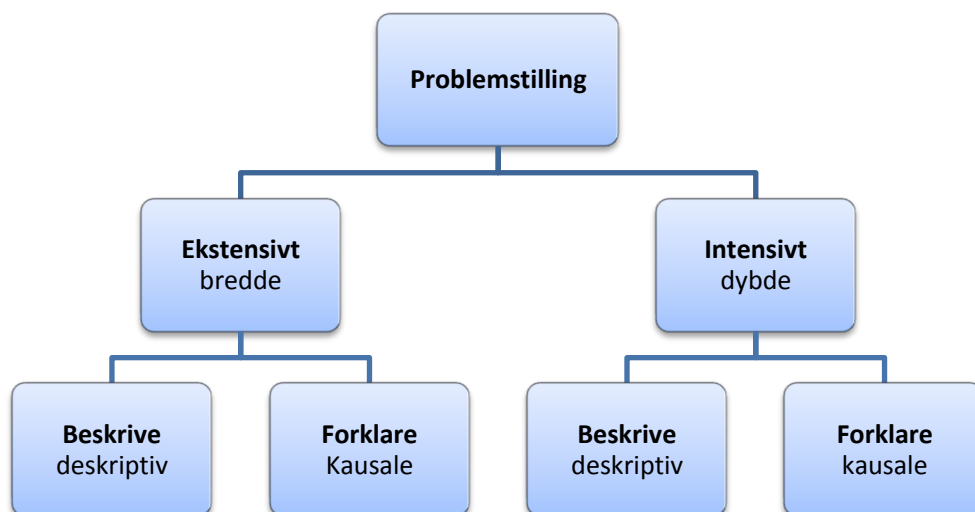 Problemstilling
Ekstensivt
bredde
Intensivt
dybde
Beskrive
deskriptiv
Forklare
Kausale
Beskrive
deskriptiv
Forklare
kausale